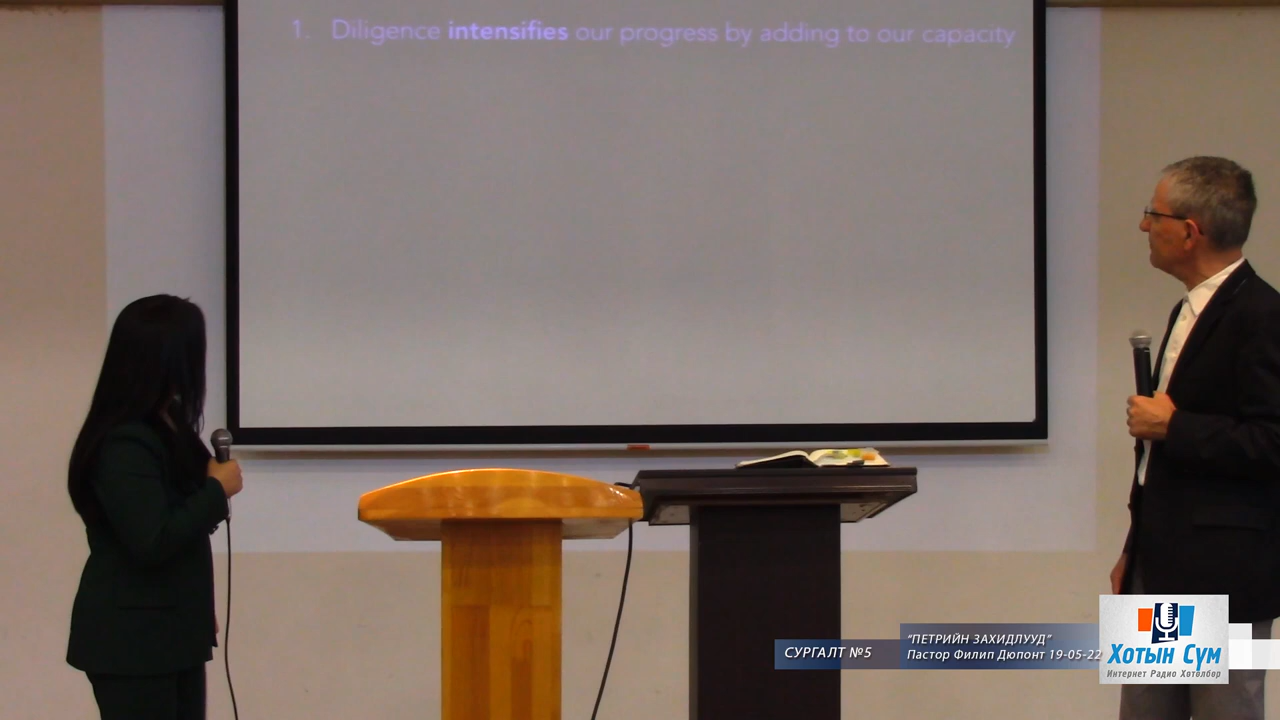 1. Diligence intensifies our progress by adding to our capacity
СУРГАЛТ №5
"ПЕТРИЙН ЗАХИДЛУУД"
Пастор Филип Дюпонт 19-05-22
Хотын Сүм
Интернет Радио Хөтөлбөр